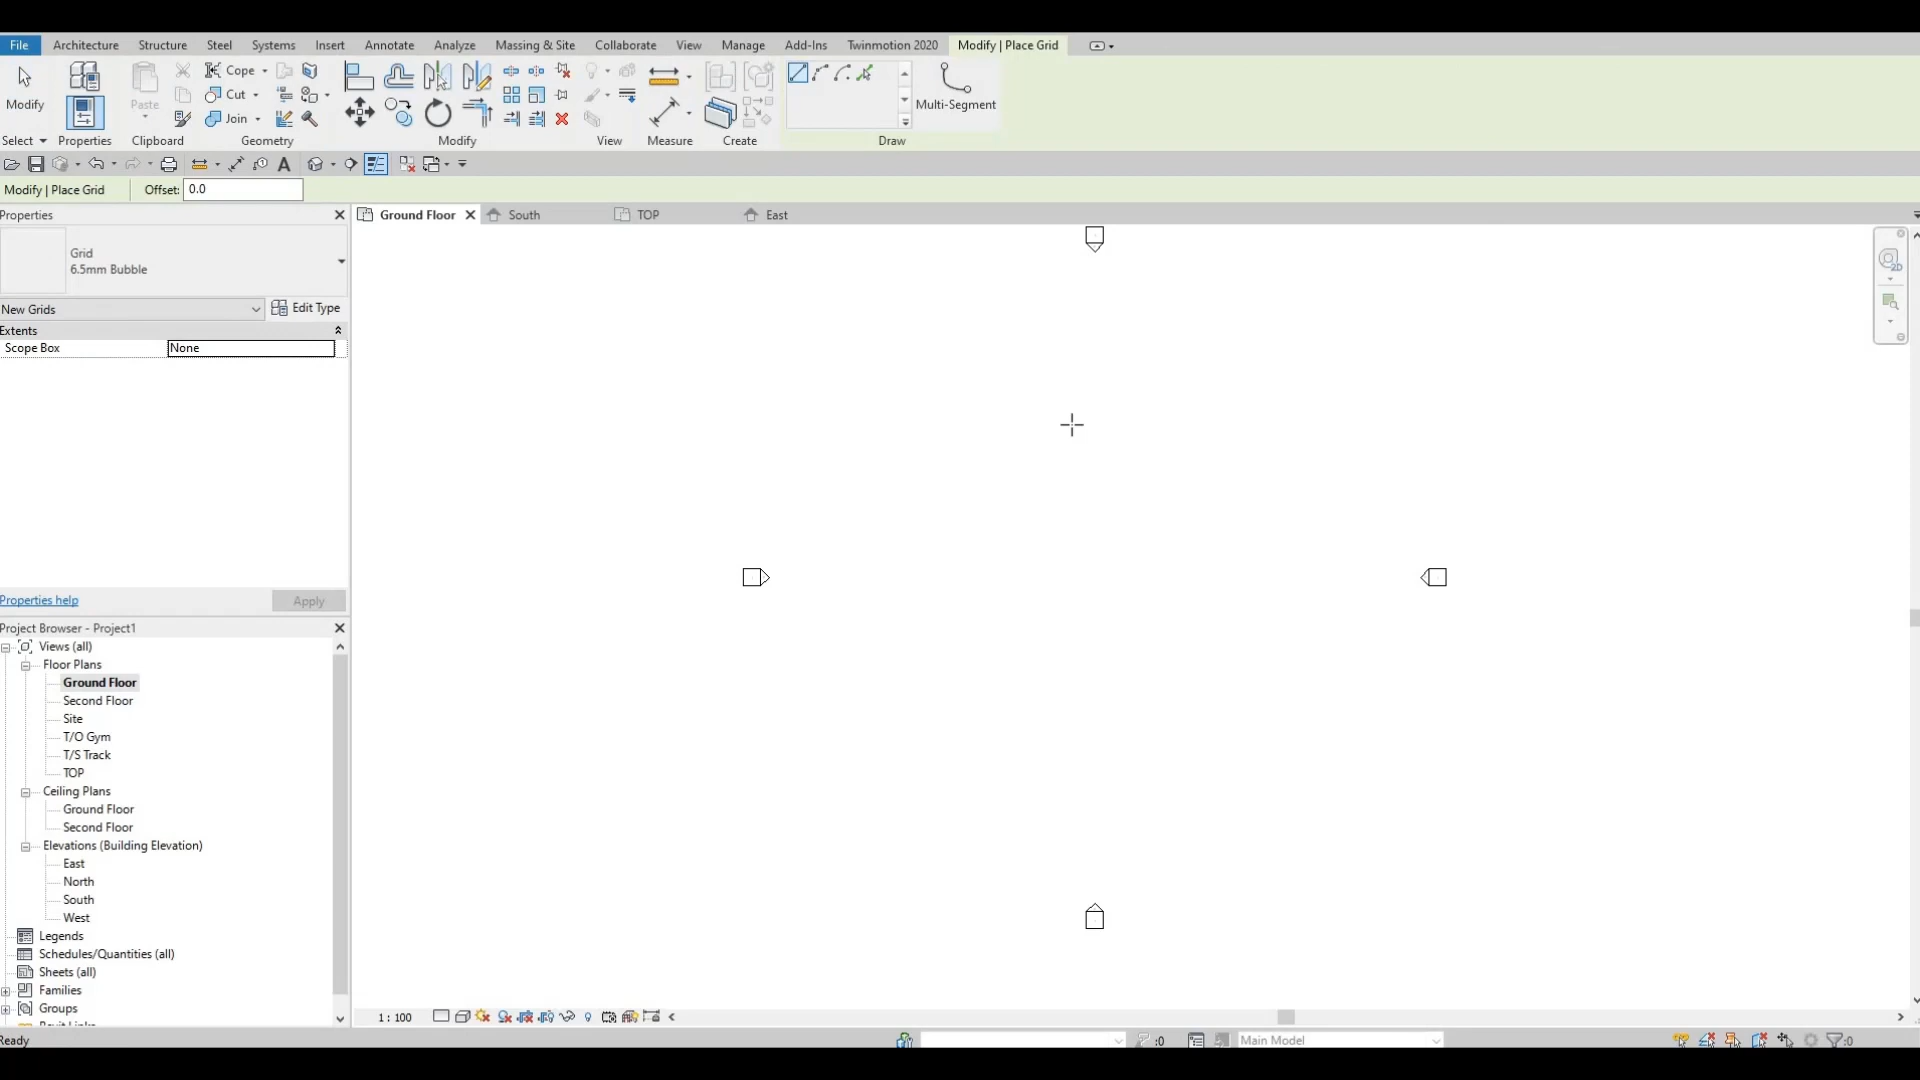 File Architecture Structure Steel Systems Insert Annotate Analyze Massing & Site Collaborate View Manage Add-Ins Twinmotion 2020 Modify | Place Grid
Modify Paste Cope Cut Join Multi-Segment
Select Properties Clipboard Geometry Modify View Measure Create Draw
A
Modify | Place Grid Offset: 0.0
Properties
Ground Floor South TOP East
Grid
6.5mm Bubble
2D
New Grids Edit Type
Extents
Scope Box None
Properties help Apply
Project Browser - Project1
Views (all)
Floor Plans
Ground Floor
Second Floor
Site
T/O Gym
T/S Track
TOP
Ceiling Plans
Ground Floor
Second Floor
Elevations (Building Elevation)
East
North
South
West
Legends
Schedules/Quantities (all)
Sheets (all)
Families
Groups
1 : 100
Ready :0 Main Model :0